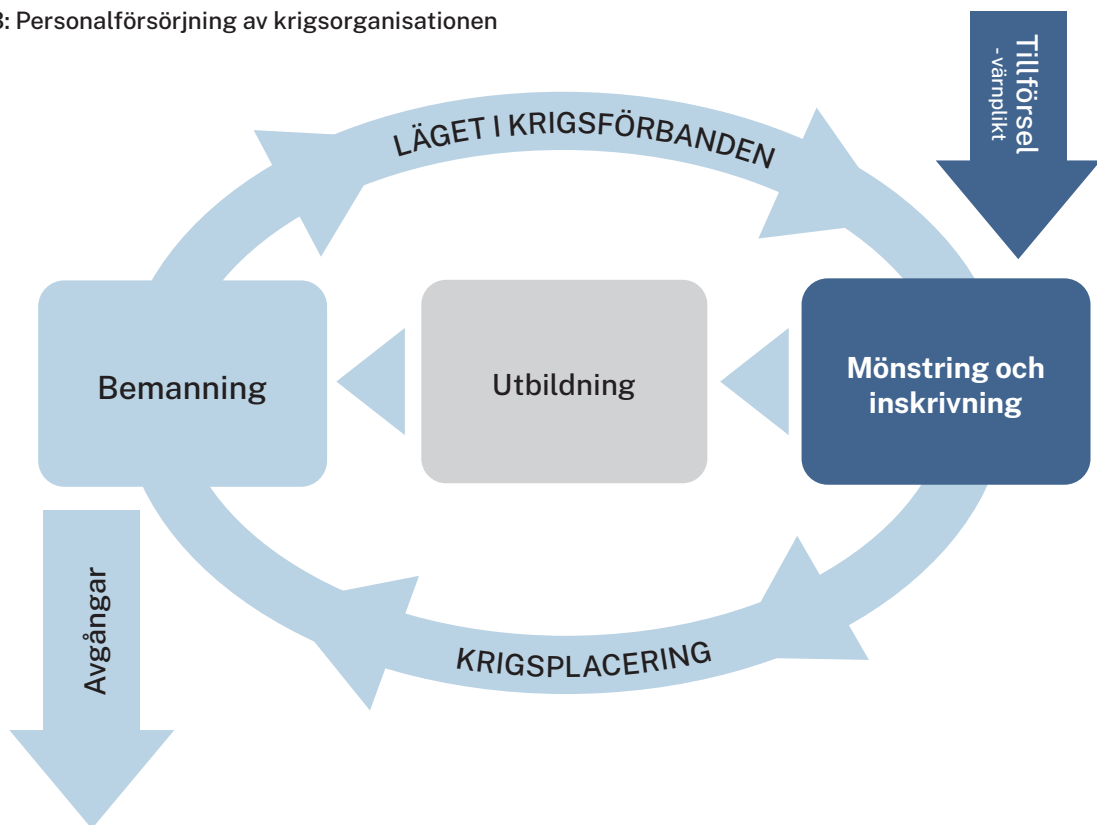 3: Personalförsörjning av krigsorganisationen
Tillförsel
- värnplikt
LÄGET I KRIGSFÖRBANDEN
Bemanning
Utbildning
Mönstring och
inskrivning
Avgångar
KRIGSPLACERING